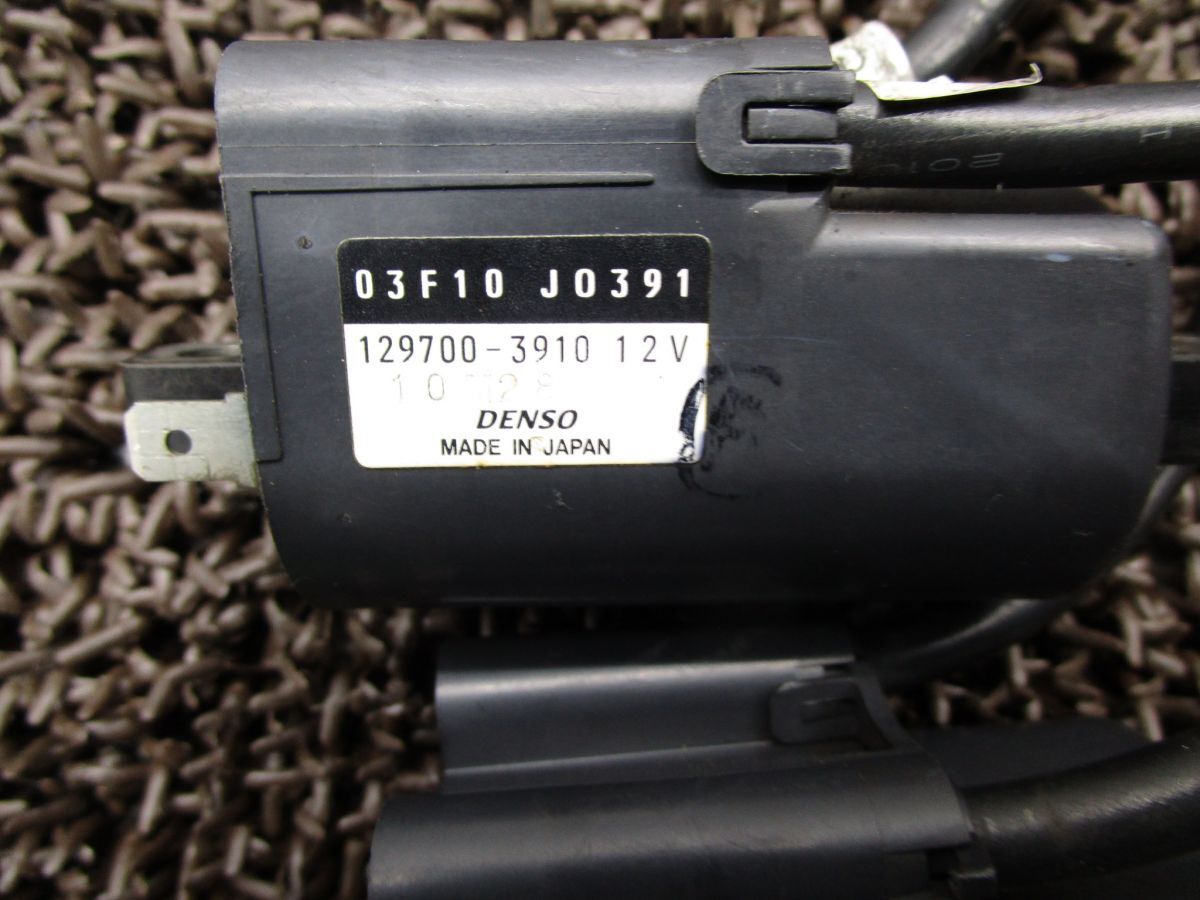 03F10 J0391
129700-3910 12V
DENSO
MADE IN JAPAN